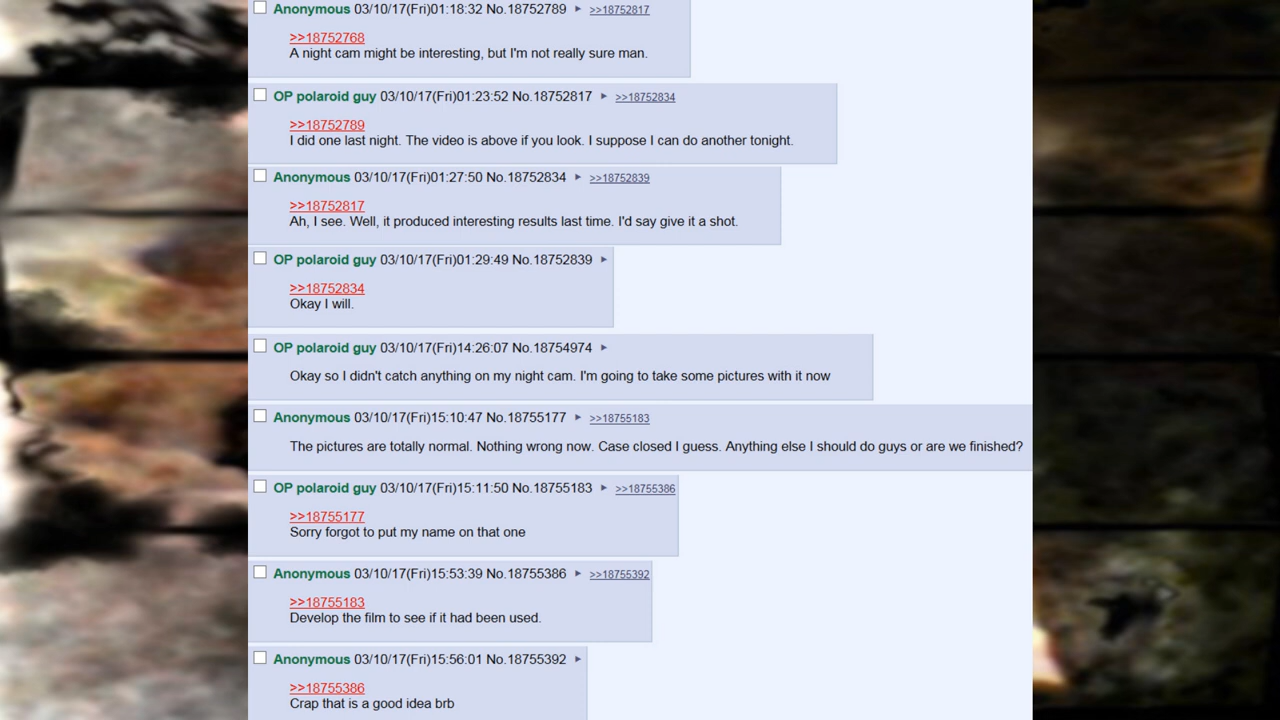 Anonymous 03/10/17(Fri)01:18:32 No.18752789 ▶ >>18752817
>>18752768
A night cam might be interesting, but I'm not really sure man.
OP polaroid guy 03/10/17(Fri)01:23:52 No.18752817 ▶ >>18752834
>>18752789
I did one last night. The video is above if you look. I suppose I can do another tonight.
Anonymous 03/10/17(Fri)01:27:50 No.18752834 ▶ >>18752839
>>18752817
Ah, I see. Well, it produced interesting results last time. I'd say give it a shot.
OP polaroid guy 03/10/17(Fri)01:29:49 No.18752839 ▶
>>18752834
Okay I will.
OP polaroid guy 03/10/17(Fri)14:26:07 No.18754974 ▶
Okay so I didn't catch anything on my night cam. I'm going to take some pictures with it now
Anonymous 03/10/17(Fri)15:10:47 No.18755177 ▶ >>18755183
The pictures are totally normal. Nothing wrong now. Case closed I guess. Anything else I should do guys or are we finished?
OP polaroid guy 03/10/17(Fri)15:11:50 No.18755183 ▶ >>18755386
>>18755177
Sorry forgot to put my name on that one
Anonymous 03/10/17(Fri)15:53:39 No.18755386 ▶ >>18755392
>>18755183
Develop the film to see if it had been used.
Anonymous 03/10/17(Fri)15:56:01 No.18755392 ▶
>>18755386
Crap that is a good idea brb